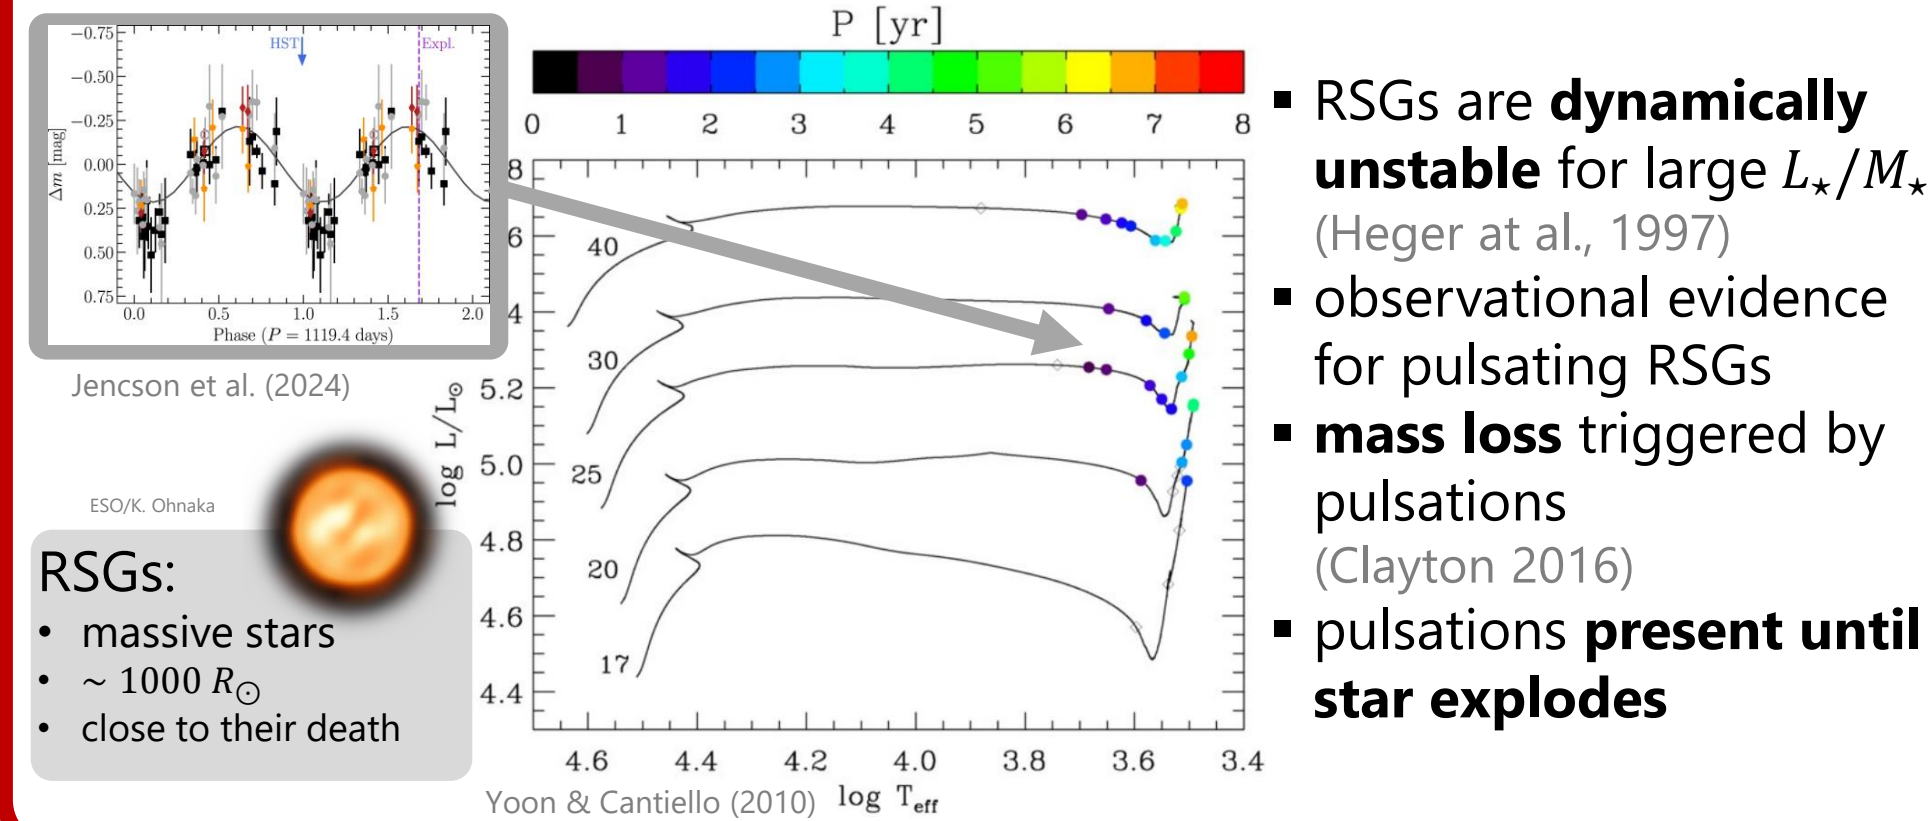 −0.75
−0.50
−0.25
0.00
0.25
0.50
0.75
Δm [mag]
HST
Expl.
0.0 0.5 1.0 1.5 2.0
Phase (P = 1119.4 days)
Jencson et al. (2024)
ESO/K. Ohnaka
RSGs:
• massive stars
• ~ 1000 R☉
• close to their death
P [yr]
0 1 2 3 4 5 6 7 8
8
6
4
5.2
5.0
4.8
4.6
4.4
log L/L☉
40
30
25
20
17
4.6 4.4 4.2 4.0 3.8 3.6 3.4
log Teff
Yoon & Cantiello (2010)
▪ RSGs are dynamically
unstable for large L⋆/M⋆
(Heger at al., 1997)
▪ observational evidence
for pulsating RSGs
▪ mass loss triggered by
pulsations
(Clayton 2016)
▪ pulsations present until
star explodes